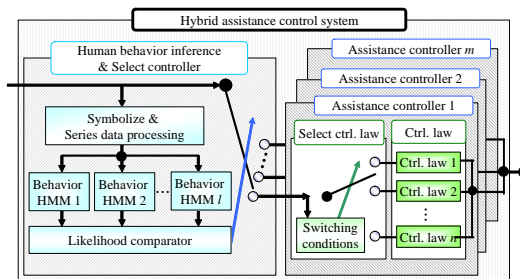 Hybrid assistance control system
Human behavior inference
& Select controller
Symbolize &
Series data processing
Behavior
HMM 1
Behavior
HMM 2
...
Behavior
HMM l
Likelihood comparator
Assistance controller m
Assistance controller 2
Assistance controller 1
Select ctrl. law
Switching
conditions
Ctrl. law
Ctrl. law 1
Ctrl. law 2
Ctrl. law n